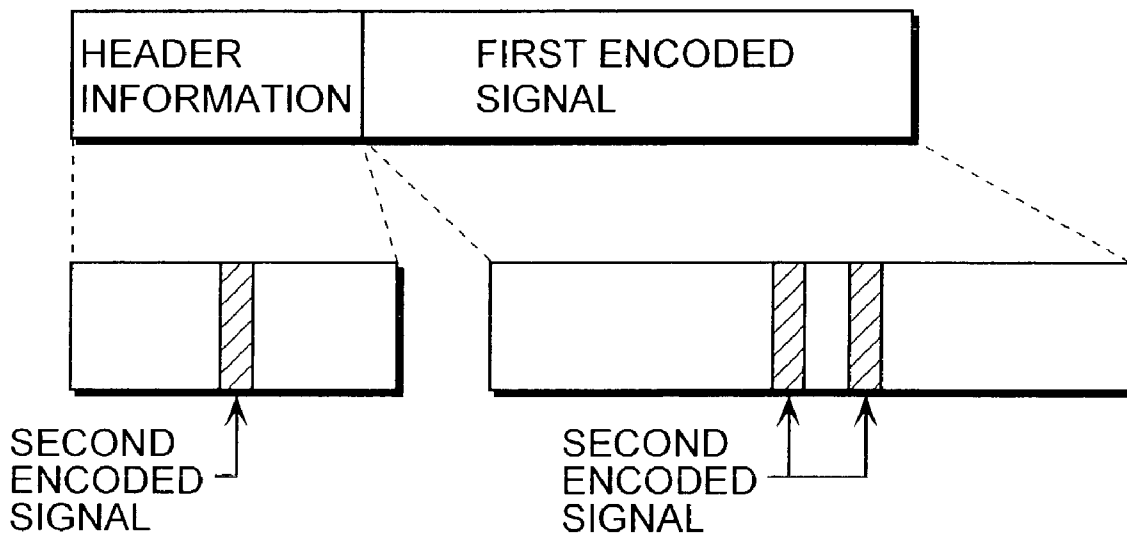 HEADER
INFORMATION
FIRST ENCODED
SIGNAL
SECOND
ENCODED
SIGNAL
SECOND
ENCODED
SIGNAL